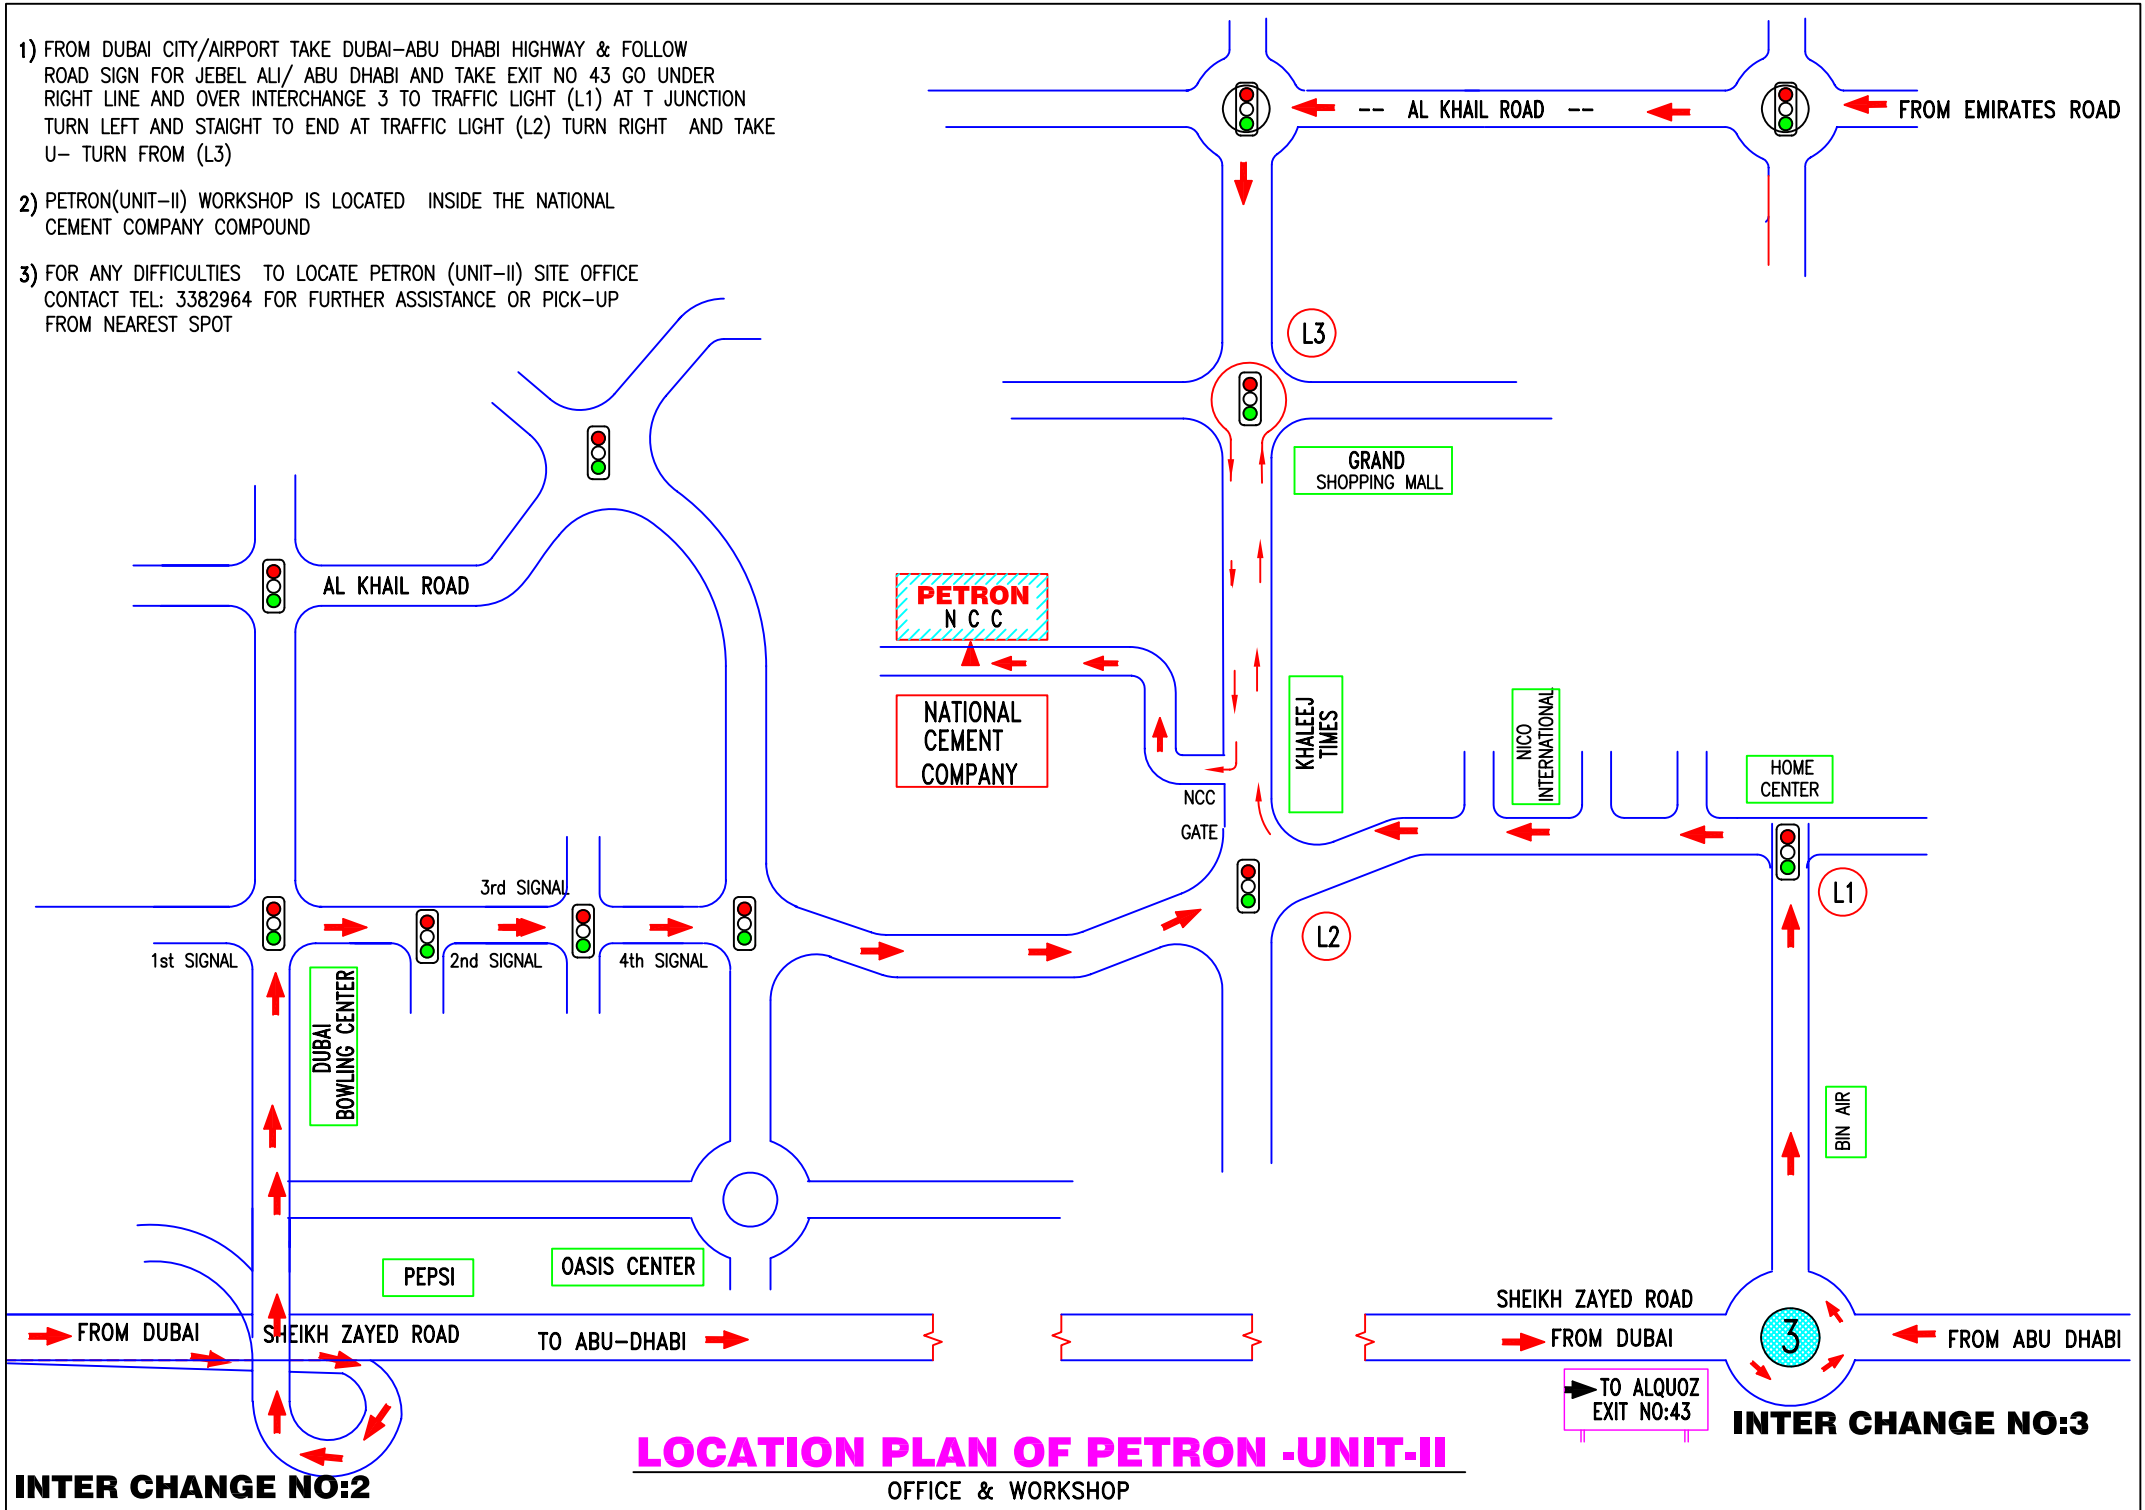 1) FROM DUBAI CITY/AIRPORT TAKE DUBAI-ABU DHABI HIGHWAY & FOLLOW
ROAD SIGN FOR JEBEL ALI/ ABU DHABI AND TAKE EXIT NO 43 GO UNDER
RIGHT LINE AND OVER INTERCHANGE 3 TO TRAFFIC LIGHT (L1) AT T JUNCTION
TURN LEFT AND STAIGHT TO END AT TRAFFIC LIGHT (L2) TURN RIGHT AND TAKE
U- TURN FROM (L3)
2) PETRON(UNIT-II) WORKSHOP IS LOCATED INSIDE THE NATIONAL
CEMENT COMPANY COMPOUND
3) FOR ANY DIFFICULTIES TO LOCATE PETRON (UNIT-II) SITE OFFICE
CONTACT TEL: 3382964 FOR FURTHER ASSISTANCE OR PICK-UP
FROM NEAREST SPOT
-- AL KHAIL ROAD --
FROM EMIRATES ROAD
L3
GRAND
SHOPPING MALL
AL KHAIL ROAD
PETRON
N C C
NATIONAL
CEMENT
COMPANY
KHALEEJ
TIMES
NICO
INTERNATIONAL
HOME
CENTER
NCC
GATE
L1
L2
3rd SIGNAL
1st SIGNAL
2nd SIGNAL
4th SIGNAL
DUBAI
BOWLING CENTER
BIN AIR
PEPSI
OASIS CENTER
SHEIKH ZAYED ROAD
FROM DUBAI
SHEIKH ZAYED ROAD
TO ABU-DHABI
FROM DUBAI
3
FROM ABU DHABI
TO ALQUOZ
EXIT NO:43
INTER CHANGE NO:3
LOCATION PLAN OF PETRON -UNIT-II
INTER CHANGE NO:2
OFFICE & WORKSHOP